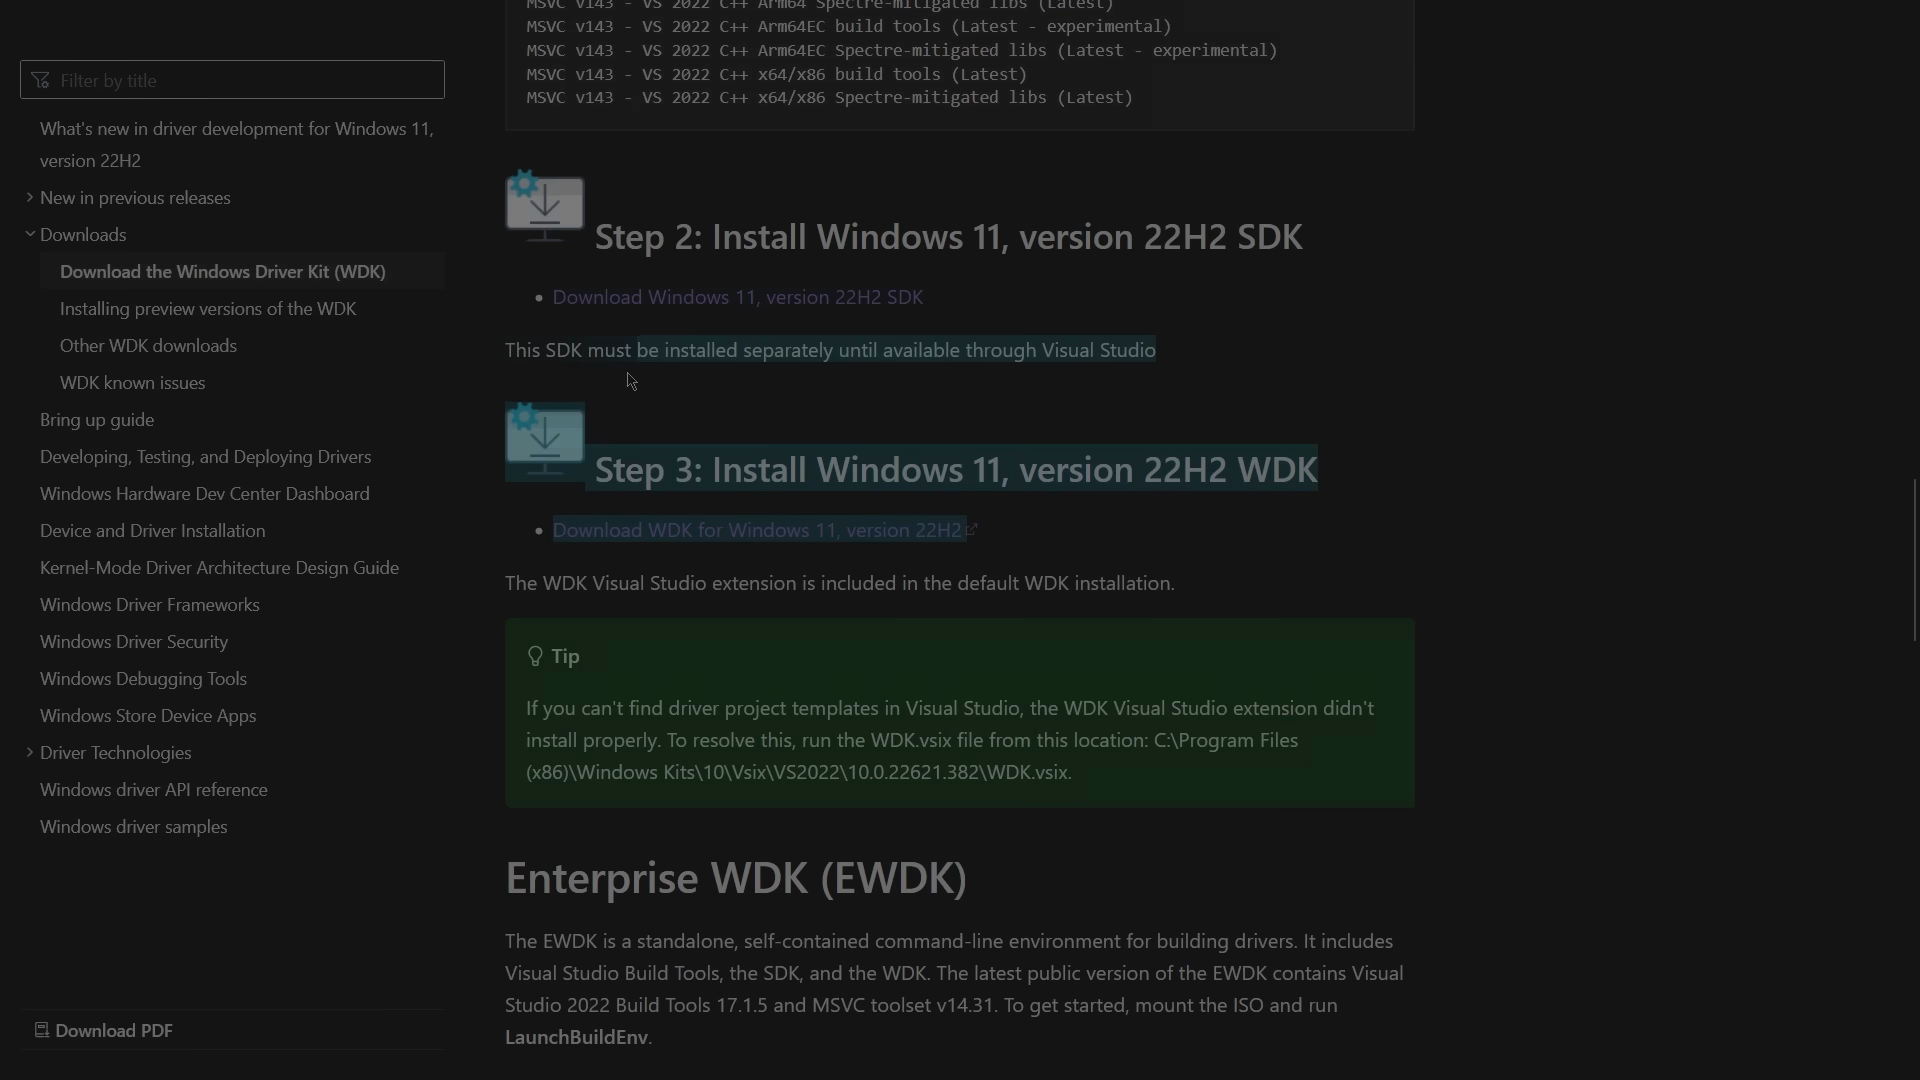 Filter by title
What's new in driver development for Windows 11,
version 22H2
New in previous releases
Downloads
Download the Windows Driver Kit (WDK)
Installing preview versions of the WDK
Other WDK downloads
WDK known issues
Bring up guide
Developing, Testing, and Deploying Drivers
Windows Hardware Dev Center Dashboard
Device and Driver Installation
Kernel-Mode Driver Architecture Design Guide
Windows Driver Frameworks
Windows Driver Security
Windows Debugging Tools
Windows Store Device Apps
Driver Technologies
Windows driver API reference
Windows driver samples
Download PDF
MSVC v143 - VS 2022 C++ Arm64 Spectre-mitigated libs (Latest)
MSVC v143 - VS 2022 C++ Arm64EC build tools (Latest - experimental)
MSVC v143 - VS 2022 C++ Arm64EC Spectre-mitigated libs (Latest - experimental)
MSVC v143 - VS 2022 C++ x64/x86 build tools (Latest)
MSVC v143 - VS 2022 C++ x64/x86 Spectre-mitigated libs (Latest)
Step 2: Install Windows 11, version 22H2 SDK
• Download Windows 11, version 22H2 SDK
This SDK must be installed separately until available through Visual Studio
Step 3: Install Windows 11, version 22H2 WDK
• Download WDK for Windows 11, version 22H2
The WDK Visual Studio extension is included in the default WDK installation.
Tip
If you can't find driver project templates in Visual Studio, the WDK Visual Studio extension didn't
install properly. To resolve this, run the WDK.vsix file from this location: C:\Program Files
(x86)\Windows Kits\10\Vsix\VS2022\10.0.22621.382\WDK.vsix.
Enterprise WDK (EWDK)
The EWDK is a standalone, self-contained command-line environment for building drivers. It includes
Visual Studio Build Tools, the SDK, and the WDK. The latest public version of the EWDK contains Visual
Studio 2022 Build Tools 17.1.5 and MSVC toolset v14.31. To get started, mount the ISO and run
LaunchBuildEnv.